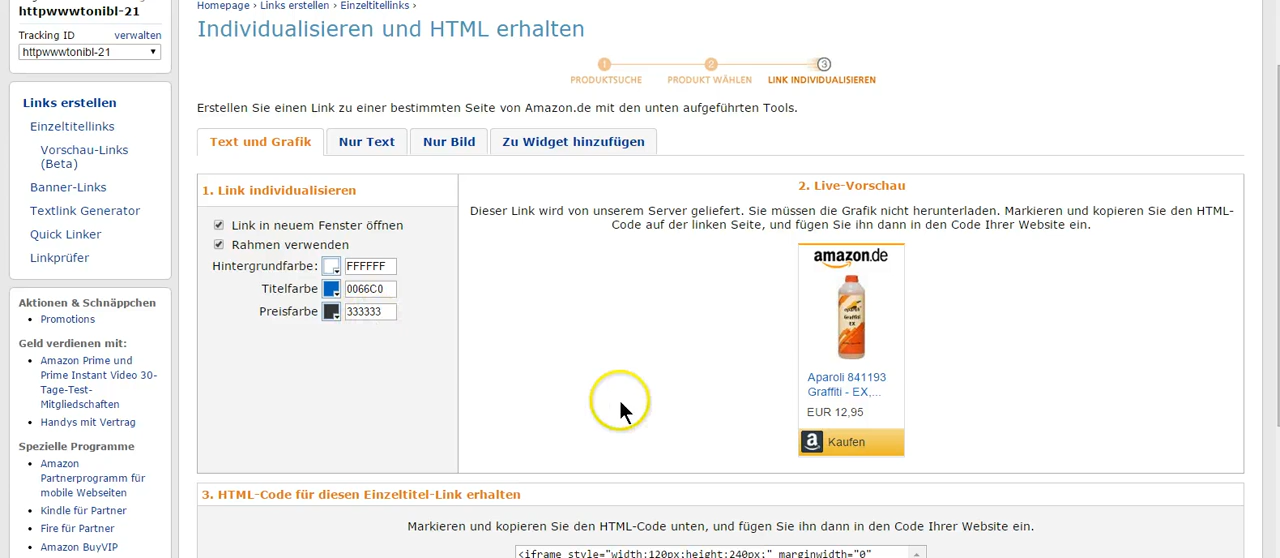 httpwwwtonibl-21
Tracking ID verwalten
httpwwwtonibl-21
Links erstellen
Einzeltitellinks
Vorschau-Links
(Beta)
Banner-Links
Textlink Generator
Quick Linker
Linkprüfer
Aktionen & Schnäppchen
Promotions
Geld verdienen mit:
Amazon Prime und
Prime Instant Video 30-
Tage-Test-
Mitgliedschaften
Handys mit Vertrag
Spezielle Programme
Amazon
Partnerprogramm für
mobile Webseiten
Kindle für Partner
Fire für Partner
Amazon BuyVIP
Homepage › Links erstellen › Einzeltitellinks ›
Individualisieren und HTML erhalten
1 2 3
PRODUKTSUCHE PRODUKT WÄHLEN LINK INDIVIDUALISIEREN
Erstellen Sie einen Link zu einer bestimmten Seite von Amazon.de mit den unten aufgeführten Tools.
Text und Grafik Nur Text Nur Bild Zu Widget hinzufügen
1. Link individualisieren
Link in neuem Fenster öffnen
Rahmen verwenden
Hintergrundfarbe: FFFFFF
Titelfarbe 0066C0
Preisfarbe 333333
2. Live-Vorschau
Dieser Link wird von unserem Server geliefert. Sie müssen die Grafik nicht herunterladen. Markieren und kopieren Sie den HTML-
Code auf der linken Seite, und fügen Sie ihn dann in den Code Ihrer Website ein.
amazon.de
Graffiti
EX
Aparoli 841193
Graffiti - EX,...
EUR 12,95
a Kaufen
3. HTML-Code für diesen Einzeltitel-Link erhalten
Markieren und kopieren Sie den HTML-Code unten, und fügen Sie ihn dann in den Code Ihrer Website ein.
<iframe style="width:120px;height:240px;" marginwidth="0"